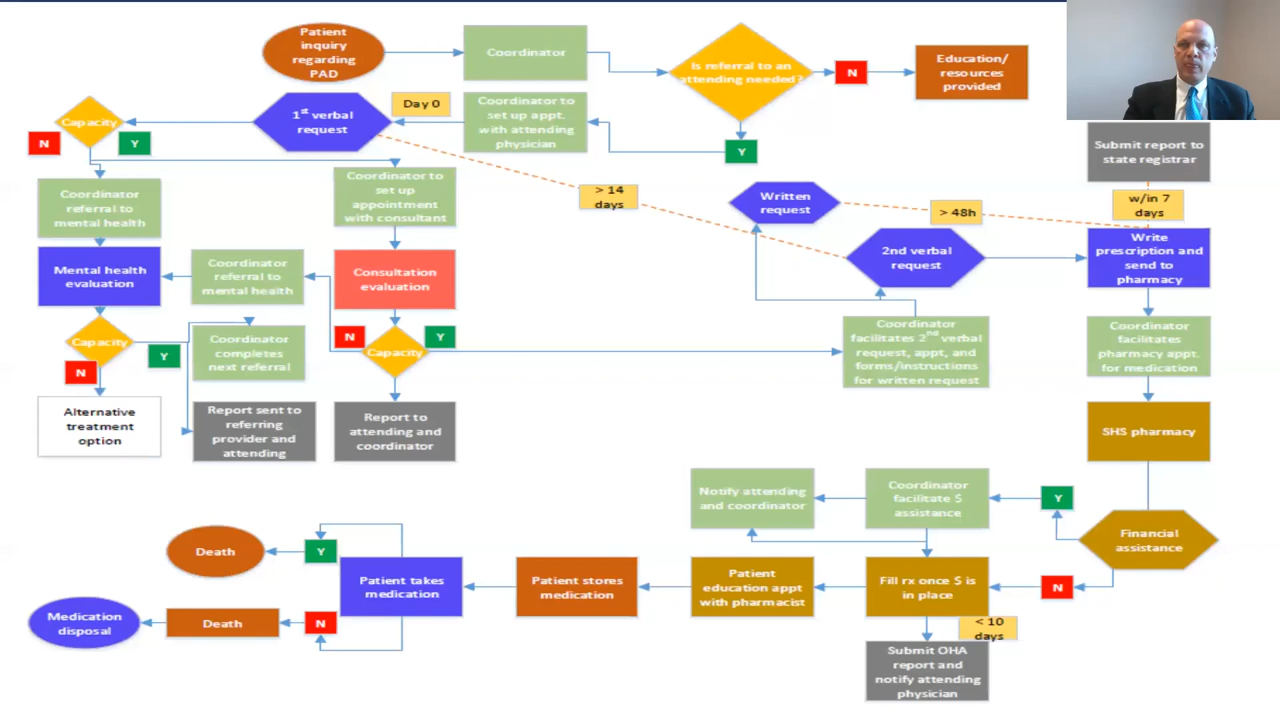 Patient
inquiry
regarding
PAD
Coordinator
Is referral to an
attending needed?
N
Education/
resources
provided
Capacity
N
Y
1st verbal
request
Day 0
Coordinator to
set up appt.
with attending
physician
Y
Submit report to
state registrar
Coordinator
referral to
mental health
Coordinator to
set up
appointment
with consultant
> 14
days
Written
request
> 48h
w/in 7
days
Mental health
evaluation
Coordinator
referral to
mental health
Consultation
evaluation
2nd verbal
request
Write
prescription and
send to
pharmacy
Capacity
Y
N
Coordinator
completes
next referral
N
Y
Capacity
Coordinator
facilitates 2nd verbal
request, appt, and
forms/instructions
for written request
Coordinator
facilitates
pharmacy appt.
for medication
Alternative
treatment
option
Report sent to
referring
provider and
attending
Report to
attending and
coordinator
SHS pharmacy
Notify attending
and coordinator
Coordinator
facilitate $
assistance
Y
Financial
assistance
Death
Y
Patient takes
medication
Patient stores
medication
Patient
education appt
with pharmacist
Fill rx once $ is
in place
N
Medication
disposal
Death
N
< 10
days
Submit OHA
report and
notify attending
physician